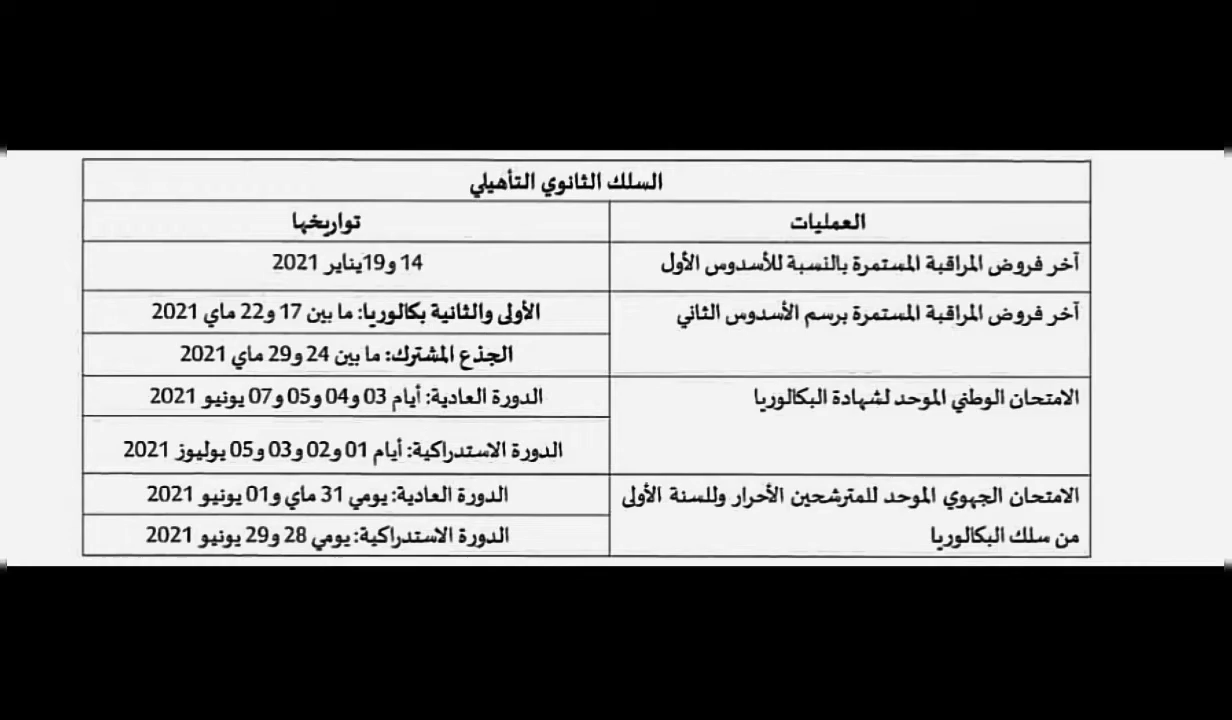 السلك الثانوي التأهيلي
العمليات
تواريخها
آخر فروض المراقبة المستمرة بالنسبة للأسدوس الأول
14 و19يناير 2021
آخر فروض المراقبة المستمرة برسم الأسدوس الثاني
الأولى والثانية بكالوريا: ما بين 17 و22 ماي 2021
الجذع المشترك: ما بين 24 و29 ماي 2021
الامتحان الوطني الموحد لشهادة البكالوريا
الدورة العادية: أيام 03 و04 و05 و07 يونيو 2021
الدورة الاستدراكية: أيام 01 و02 و03 و05 يوليوز 2021
الامتحان الجهوي الموحد للمترشحين الأحرار وللسنة الأولى
من سلك البكالوريا
الدورة العادية: يومي 31 ماي و01 يونيو 2021
الدورة الاستدراكية: يومي 28 و29 يونيو 2021